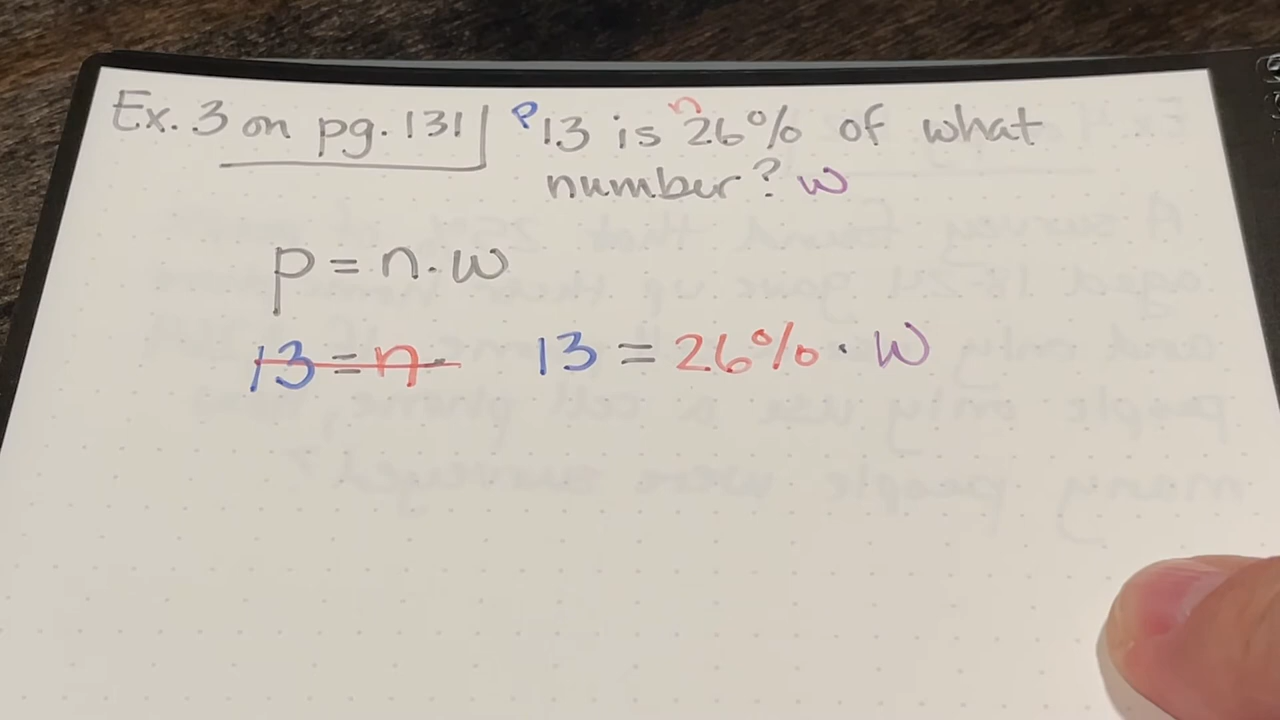 Ex. 3 on pg. 131 P 13 is n 26% of what
number? w
p = n · w
13 = n · 13 = 26% · w